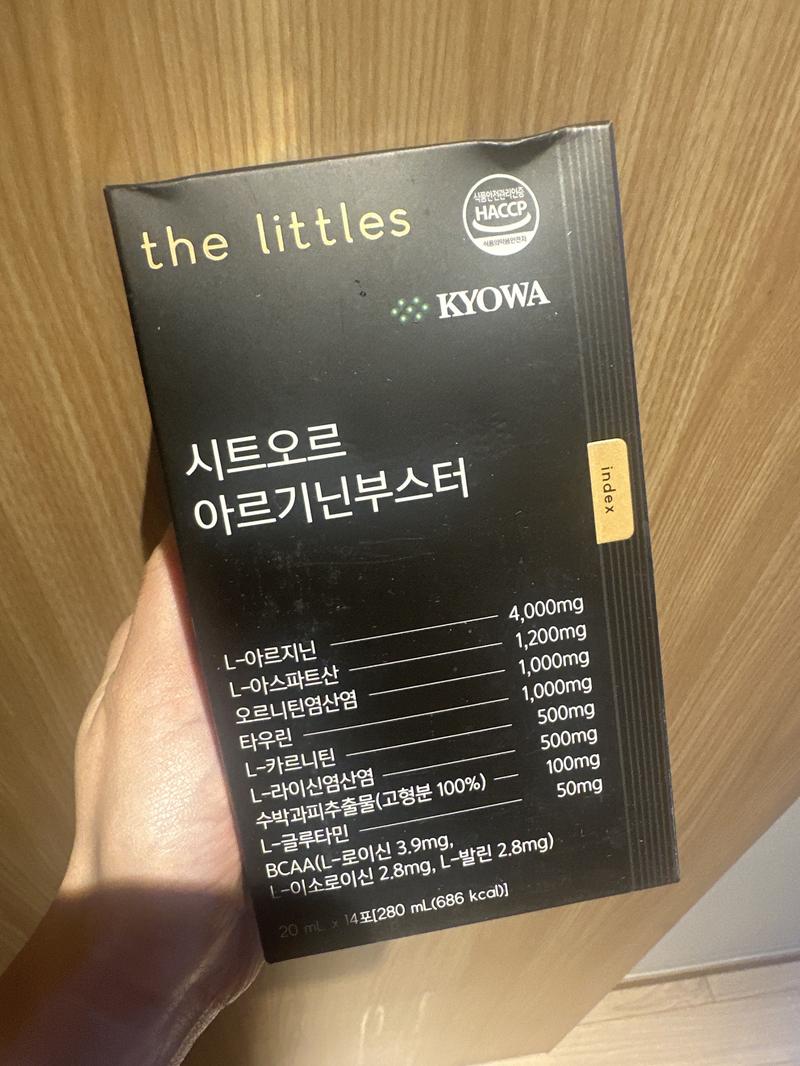 the littles
식품안전관리인증
HACCP
식품의약품안전처
KYOWA
시트오르
아르기닌부스터
index
L-아르지닌 4,000mg
L-아스파트산 1,200mg
오르니틴염산염 1,000mg
타우린 1,000mg
L-카르니틴 500mg
L-라이신염산염 500mg
수박과피추출물(고형분 100%) 100mg
L-글루타민 50mg
BCAA(L-로이신 3.9mg,
L-이소로이신 2.8mg, L-발린 2.8mg)
20 mL x 14포[280 mL(686 kcal)]